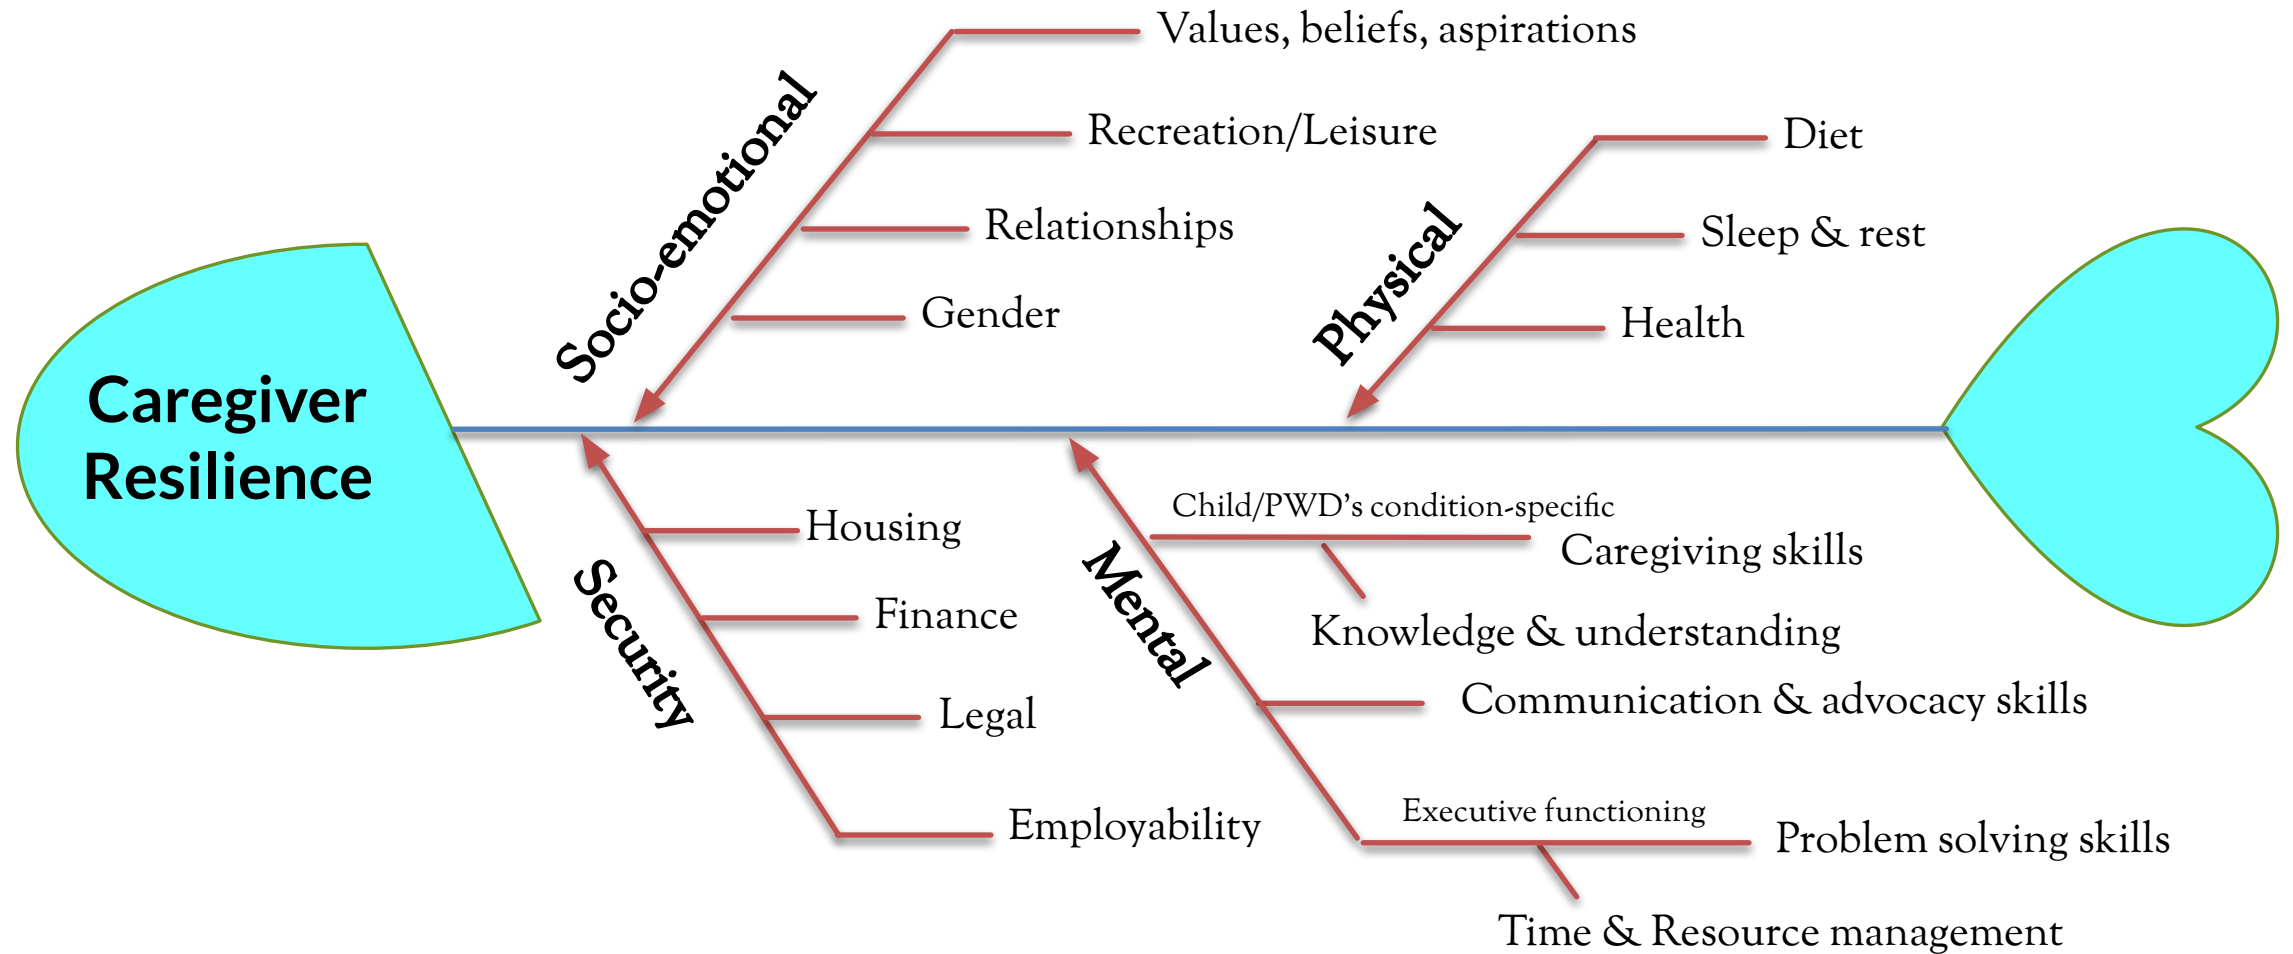 Caregiver
Resilience
Socio-emotional
Values, beliefs, aspirations
Recreation/Leisure
Relationships
Gender
Physical
Diet
Sleep & rest
Health
Security
Housing
Finance
Legal
Employability
Mental
Child/PWD’s condition-specific
Caregiving skills
Knowledge & understanding
Communication & advocacy skills
Executive functioning
Problem solving skills
Time & Resource management